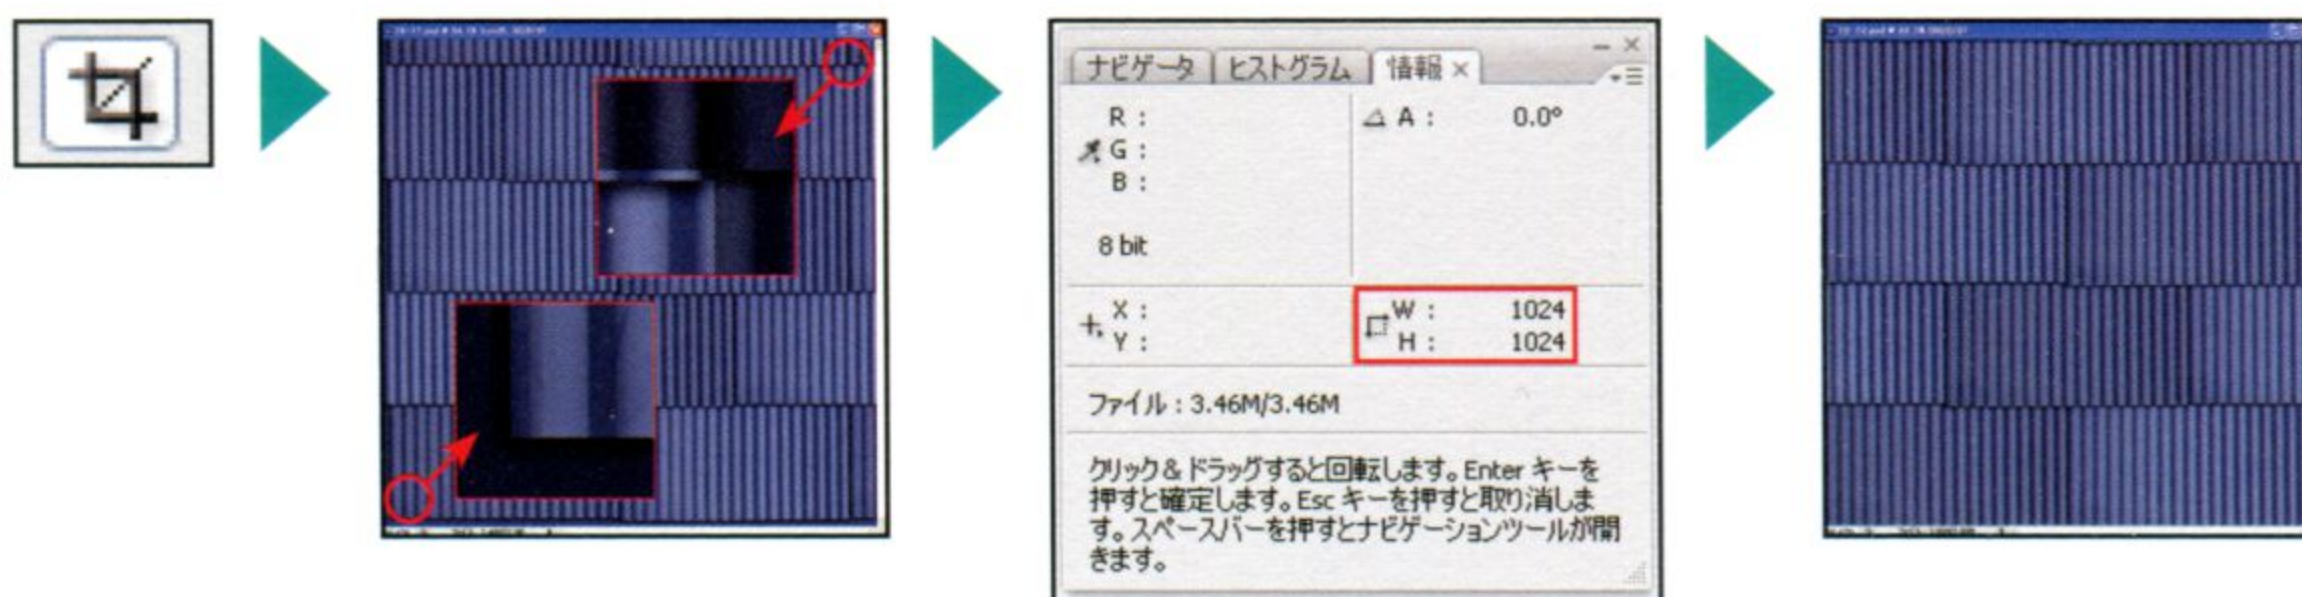 ナビゲータ
ヒストグラム
情報 ×
R :
G :
B :
A : 0.0°
8 bit
X :
Y :
W : 1024
H : 1024
ファイル : 3.46M/3.46M
クリック & ドラッグすると回転します。Enter キーを
押すと確定します。Esc キーを押すと取り消しま
す。スペースバーを押すとナビゲーションツールが開
きます。